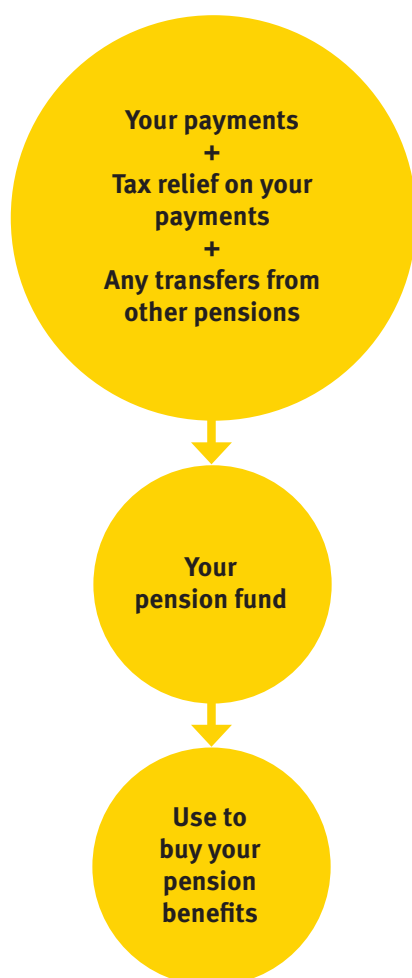 Your payments
+
Tax relief on your
payments
+
Any transfers from
other pensions
Your
pension fund
Use to
buy your
pension
benefits